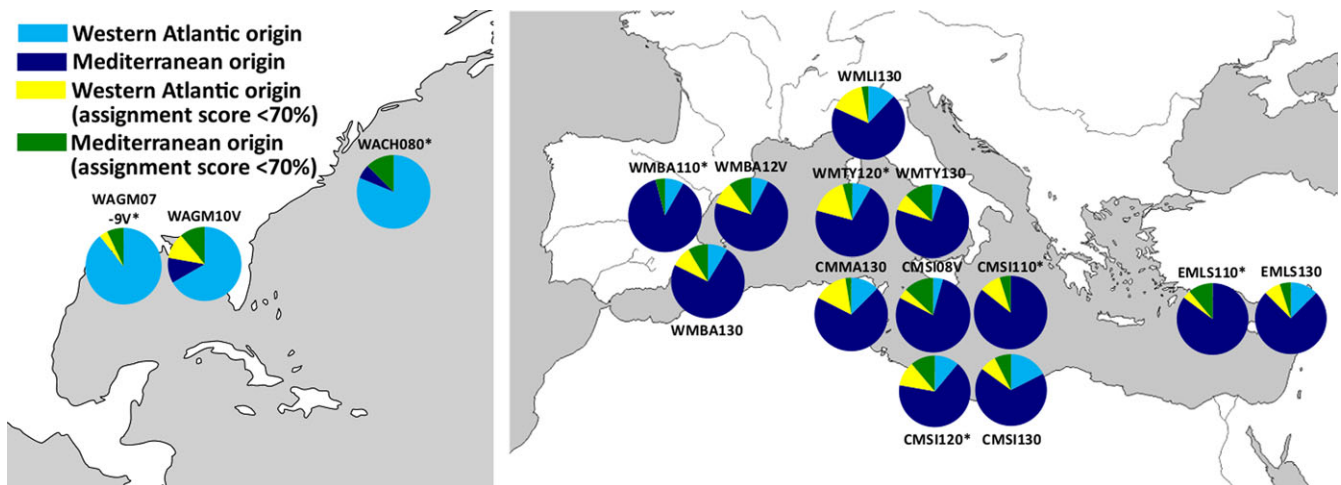 Western Atlantic origin
Mediterranean origin
Western Atlantic origin
(assignment score <70%)
Mediterranean origin
(assignment score <70%)
WACH080*
WAGM07
-9V*
WAGM10V
WMLI130
WMBA110*
WMBA12V
WMTY120*
WMTY130
WMBA130
CMMA130
CMSI08V
CMSI110*
EMLS110*
EMLS130
CMSI120*
CMSI130